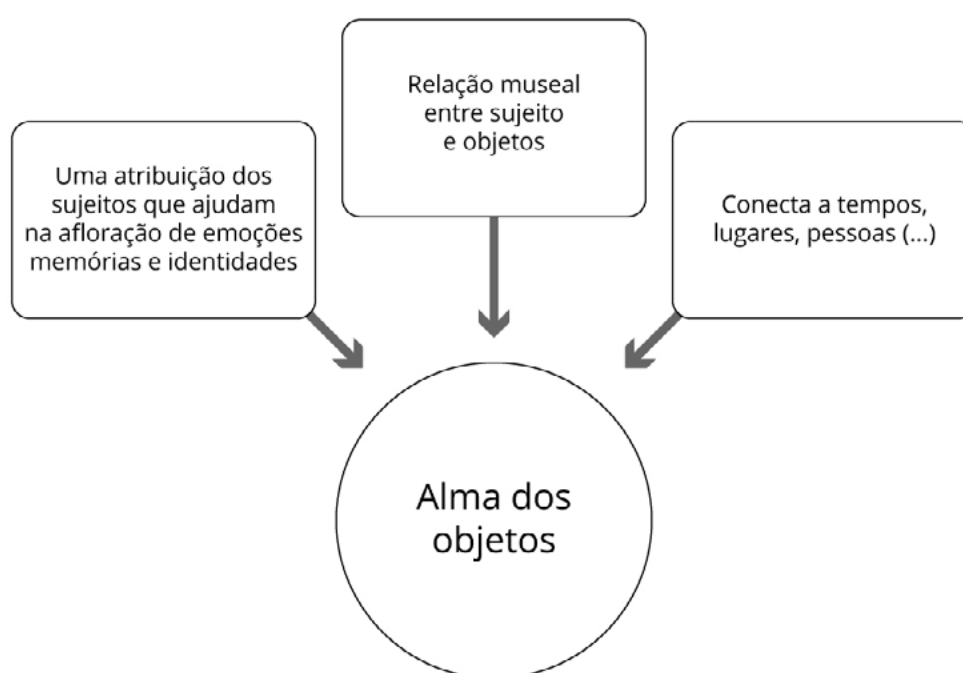 Relação museal
entre sujeito
e objetos
Uma atribuição dos
sujeitos que ajudam
na afloração de emoções
memórias e identidades
Conecta a tempos,
lugares, pessoas (...)
Alma dos
objetos